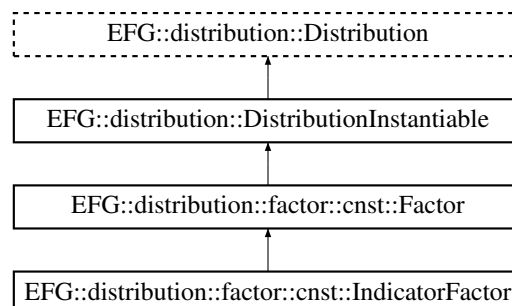 EFG::distribution::Distribution
EFG::distribution::DistributionInstantiable
EFG::distribution::factor::cnst::Factor
EFG::distribution::factor::cnst::IndicatorFactor